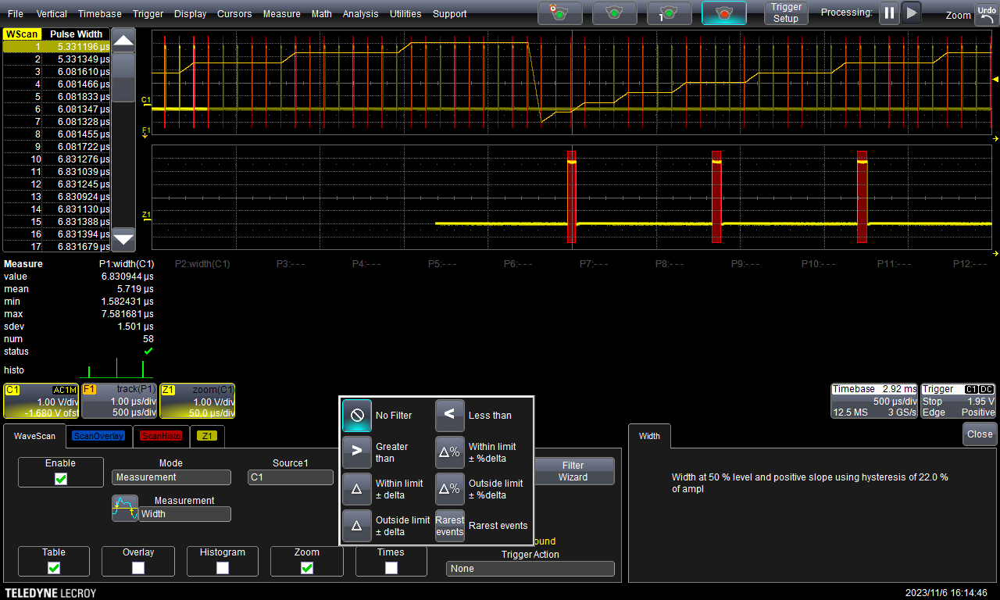 File Vertical Timebase Trigger Display Cursors Measure Math Analysis Utilities Support
1
Trigger Setup
Processing:
Zoom
Undo
WScan Pulse Width
1 5.331196 µs
2 5.331349 µs
3 6.081610 µs
4 6.081466 µs
5 6.081833 µs
6 6.081347 µs
7 6.081328 µs
8 6.081455 µs
9 6.081722 µs
10 6.831276 µs
11 6.831039 µs
12 6.831245 µs
13 6.830924 µs
14 6.831130 µs
15 6.831388 µs
16 6.831394 µs
17 6.831679 µs
C1
F1
Z1
Measure P1:width(C1) P2:width(C1) P3:- - - P4:- - - P5:- - - P6:- - - P7:- - - P8:- - - P9:- - - P10:- - - P11:- - - P12:- - -
value 6.830944 µs
mean 5.719 µs
min 1.582431 µs
max 7.581681 µs
sdev 1.501 µs
num 58
status
histo
C1 AC1M
1.00 V/div
-1.680 V ofst
F1 track(P1)
1.00 µs/div
500 µs/div
Z1 zoom(C1)
1.00 V/div
50.0 µs/div
Timebase 2.92 ms
500 µs/div
12.5 MS 3 GS/s
Trigger C1 DC
Stop 1.95 V
Edge Positive
WaveScan ScanOverlay ScanHisto Z1
Enable
Mode
Measurement
Source1
C1
Measurement
Width
No Filter
< Less than
> Greater than
Δ% Within limit ± %delta
Δ Within limit ± delta
Δ% Outside limit ± %delta
Δ Outside limit ± delta
Rarest events Rarest events
Filter Wizard
ound
Table
Overlay
Histogram
Zoom
Times
TriggerAction
None
Width
Close
Width at 50 % level and positive slope using hysteresis of 22.0 %
of ampl
TELEDYNE LECROY
2023/11/6 16:14:46